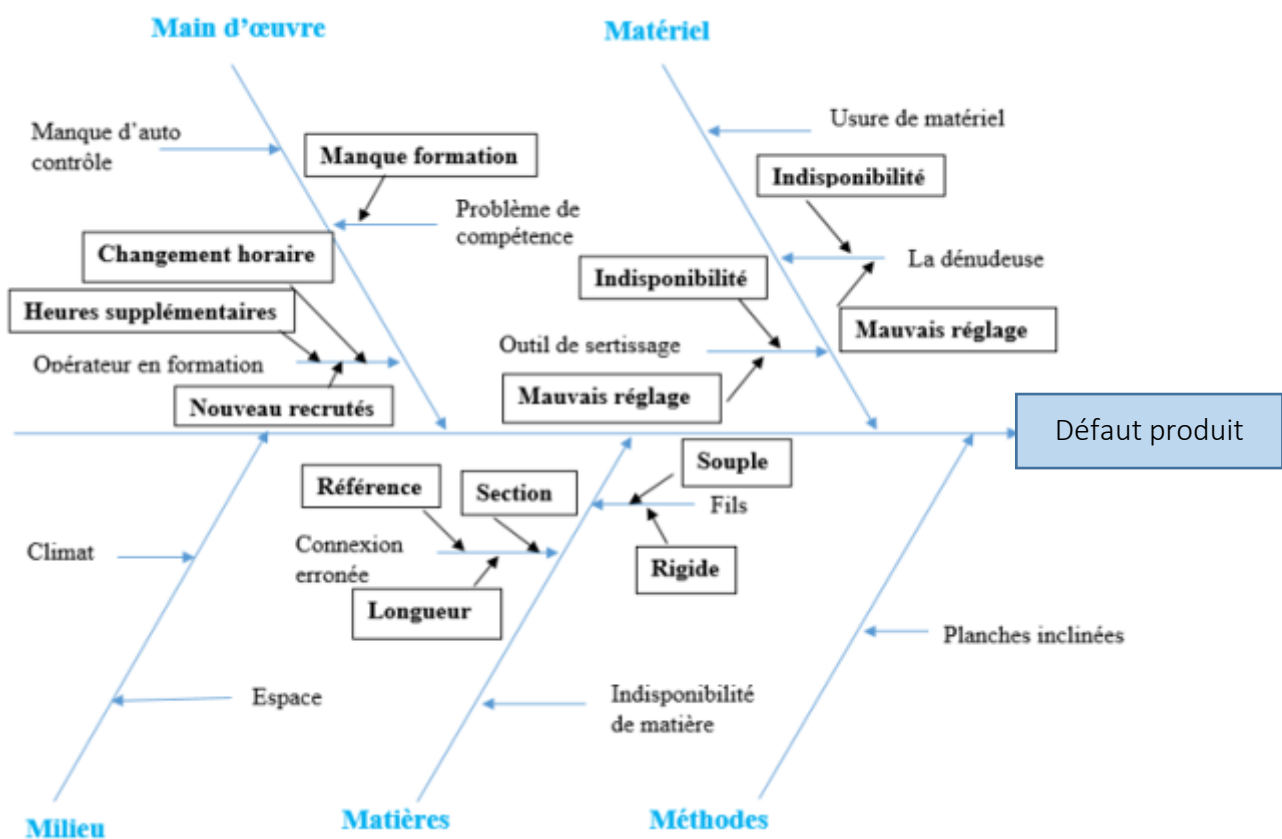 Main d’œuvre
Matériel
Manque d’auto
contrôle
Manque formation
Usure de matériel
Indisponibilité
Problème de
compétence
Changement horaire
La dénudeuse
Indisponibilité
Heures supplémentaires
Mauvais réglage
Outil de sertissage
Opérateur en formation
Mauvais réglage
Nouveau recrutés
Défaut produit
Souple
Référence
Section
Fils
Climat
Connexion
erronée
Rigide
Longueur
Planches inclinées
Espace
Indisponibilité
de matière
Milieu
Matières
Méthodes